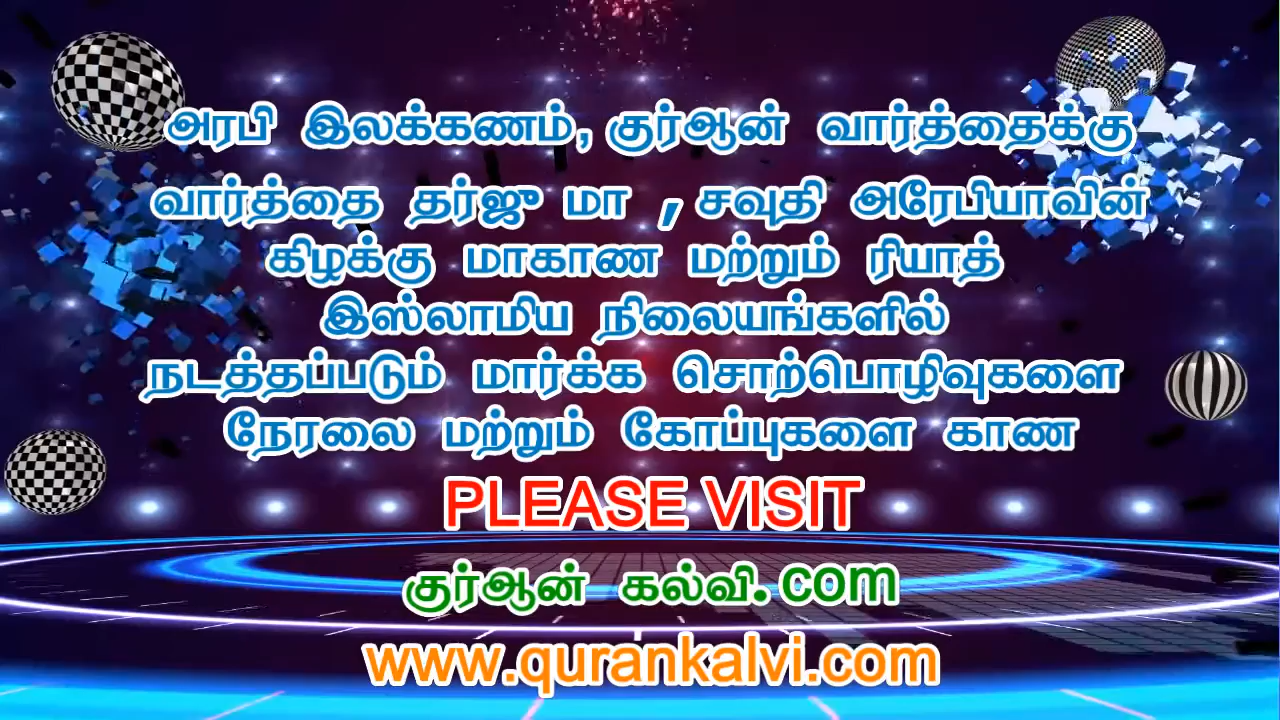 அரபி இலக்கணம், குர்ஆன் வார்த்தைக்கு
வார்த்தை தர்ஜு மா , சவுதி அரேபியாவின்
கிழக்கு மாகாண மற்றும் ரியாத்
இஸ்லாமிய நிலையங்களில்
நடத்தப்படும் மார்க்க சொற்பொழிவுகளை
நேரலை மற்றும் கோப்புகளை காண
PLEASE VISIT
குர்ஆன் கல்வி.com
www.qurankalvi.com